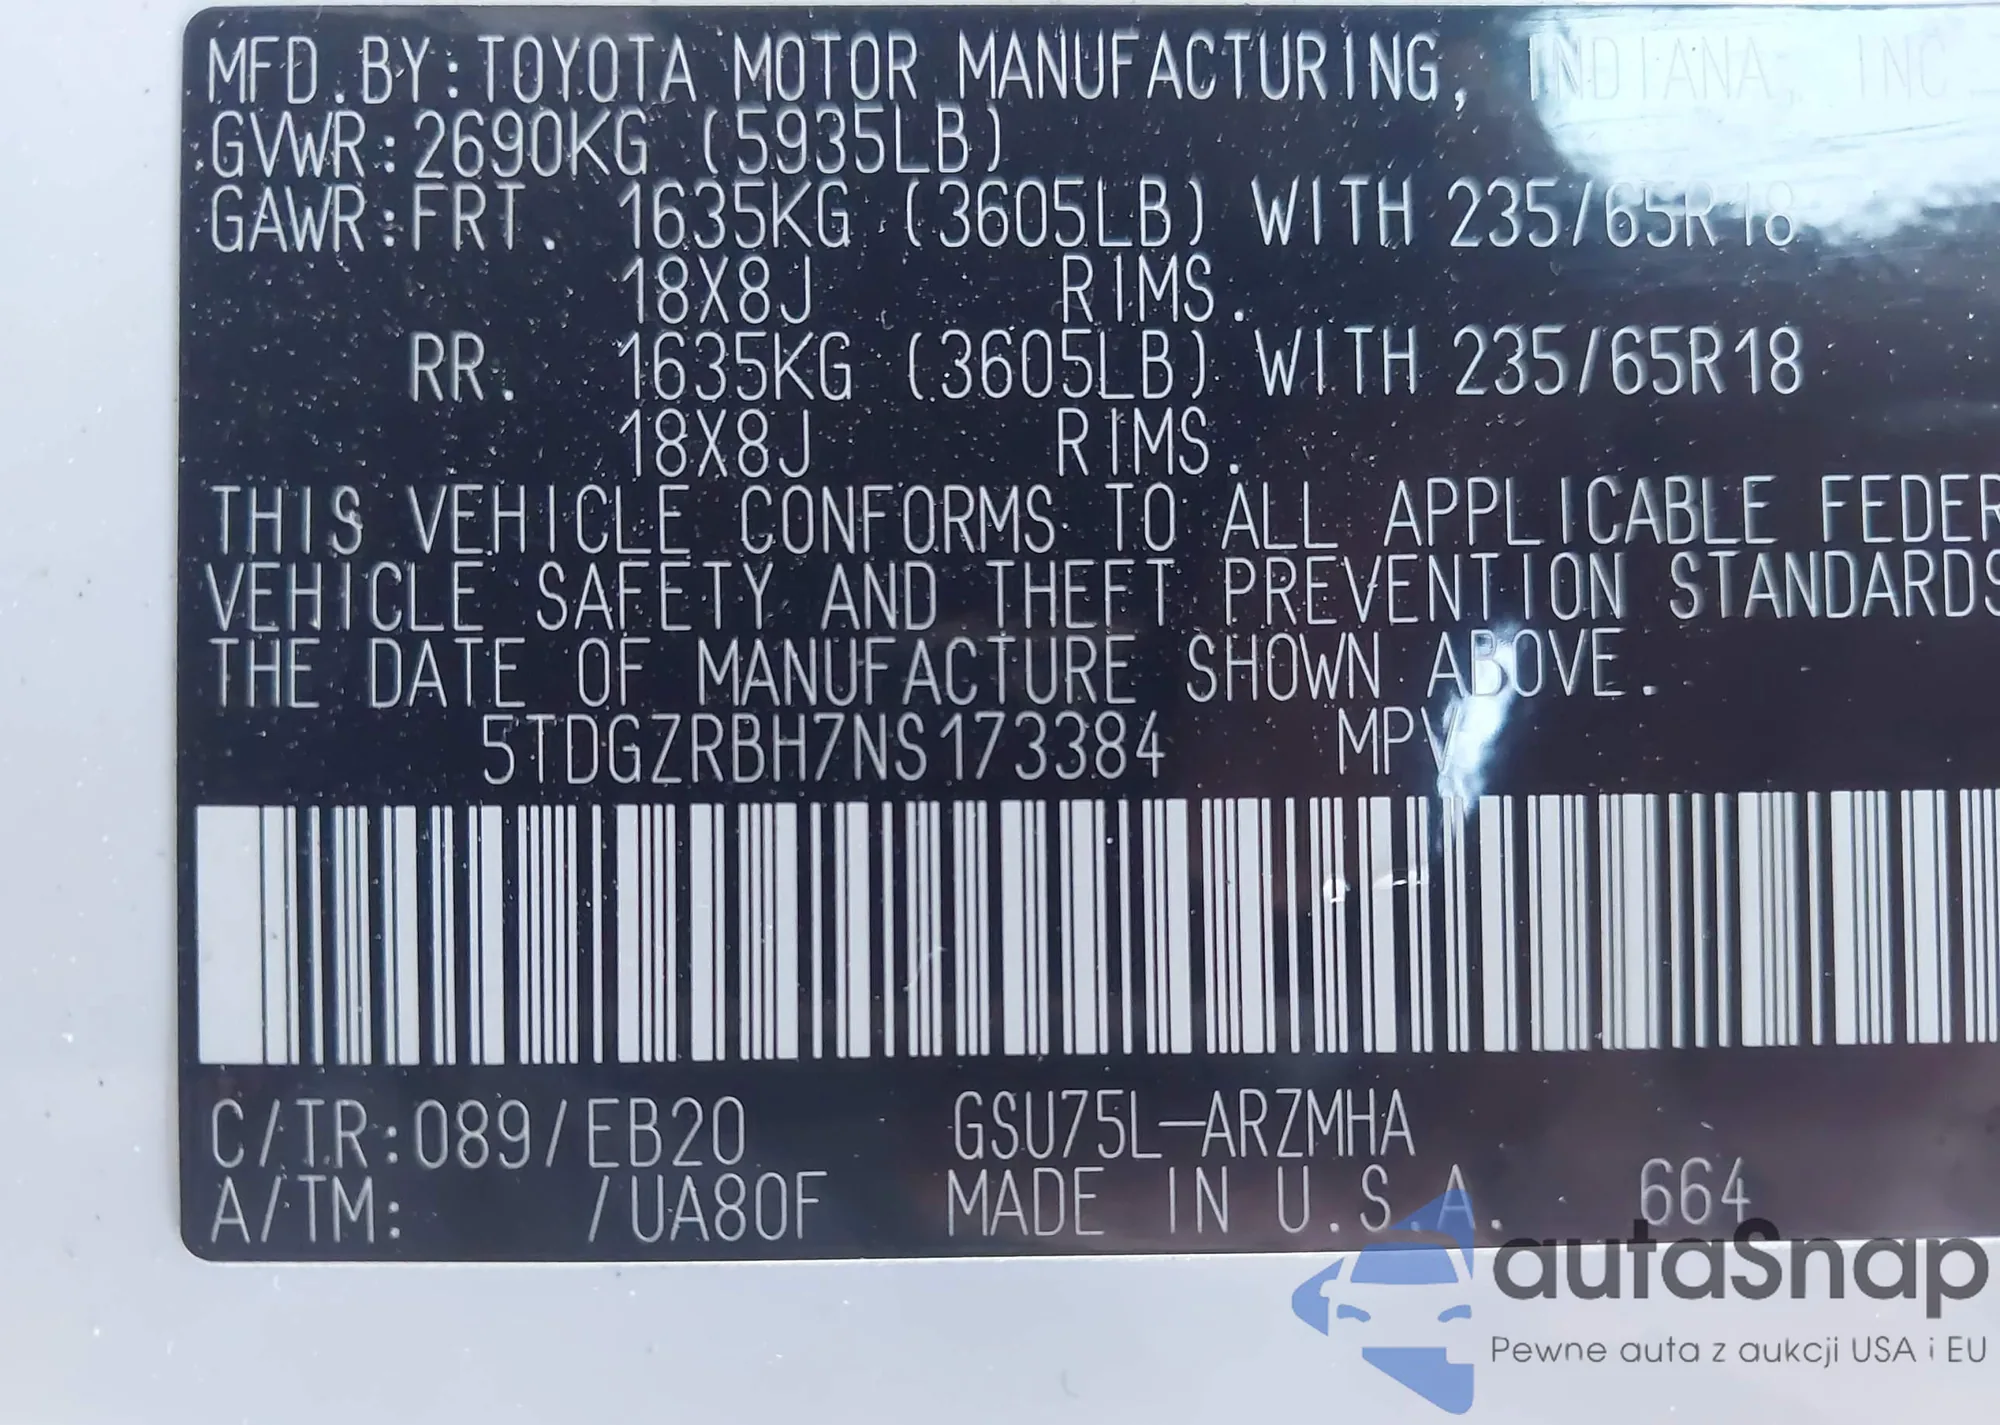 MFD.BY:TOYOTA MOTOR MANUFACTURING, INDIANA, INC
GVWR:2690KG (5935LB)
GAWR:FRT. 1635KG (3605LB) WITH 235/65R18
18X8J RIMS.
RR. 1635KG (3605LB) WITH 235/65R18
18X8J RIMS.
THIS VEHICLE CONFORMS TO ALL APPLICABLE FEDER
VEHICLE SAFETY AND THEFT PREVENTION STANDARDS
THE DATE OF MANUFACTURE SHOWN ABOVE.
5TDGZRBH7NS173384 MPV
C/TR:089/EB20 GSU75L-ARZMHA
A/TM: /UA80F MADE IN U.S.A. 664
autaSnap
Pewne auta z aukcji USA i EU